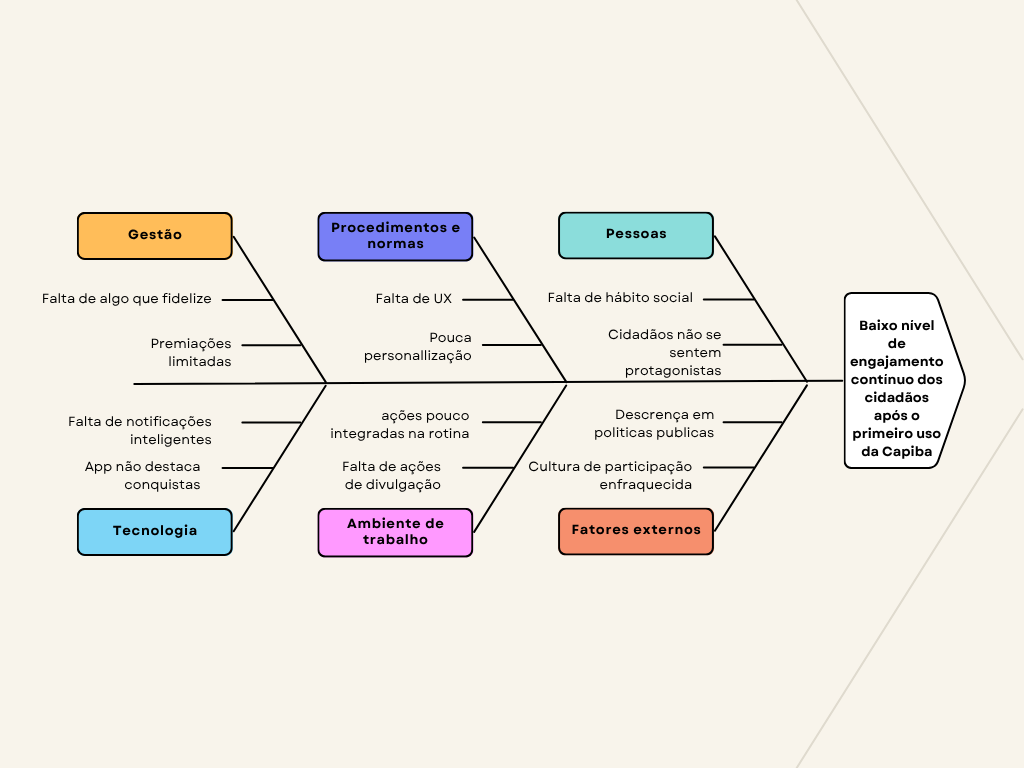 Gestão
Procedimentos e
normas
Pessoas
Falta de algo que fidelize
Premiações
limitadas
Falta de UX
Pouca
personallização
Falta de hábito social
Cidadãos não se
sentem
protagonistas
Baixo nível
de
engajamento
contínuo dos
cidadãos
após o
primeiro uso
da Capiba
Falta de notificações
inteligentes
App não destaca
conquistas
ações pouco
integradas na rotina
Falta de ações
de divulgação
Descrença em
politicas publicas
Cultura de participação
enfraquecida
Tecnologia
Ambiente de
trabalho
Fatores externos